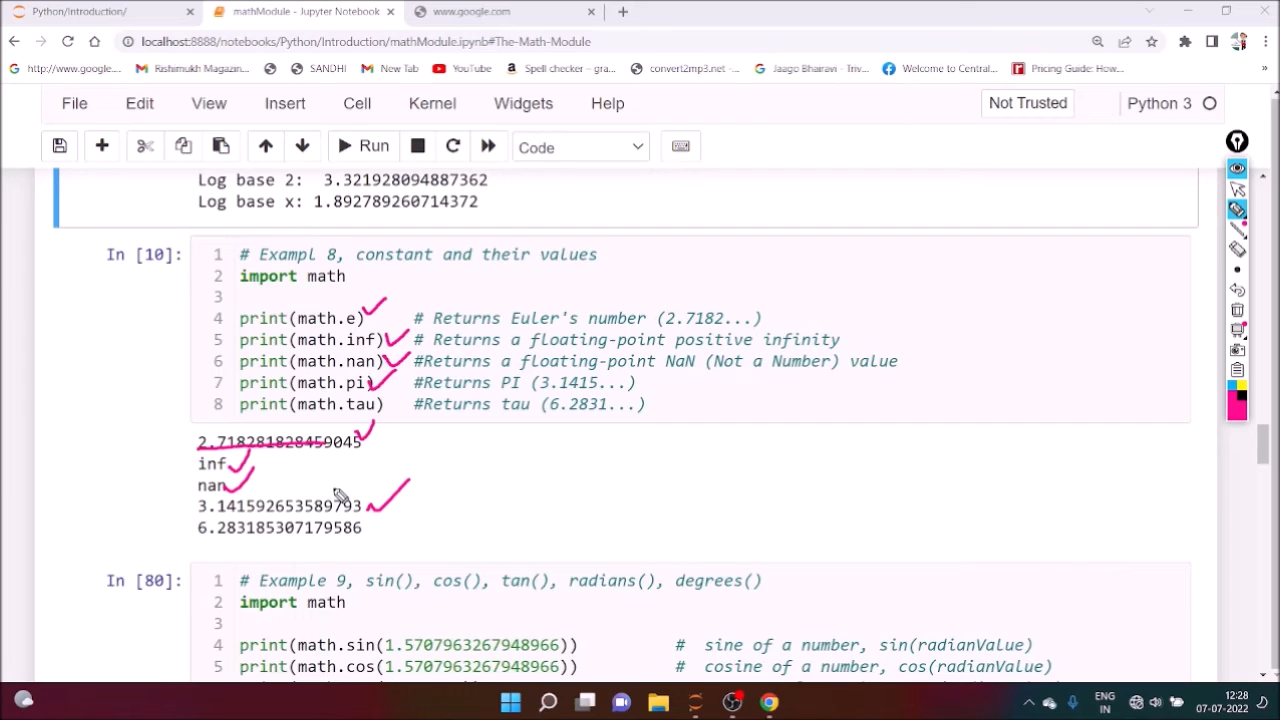 Python/Introduction/
mathModule - Jupyter Notebook
www.google.com
localhost:8888/notebooks/Python/Introduction/mathModule.ipynb#The-Math-Module
http://www.google....
Rishimukh Magazin...
SANDHI
New Tab
YouTube
Spell checker – gra...
convert2mp3.net –...
Jaago Bhairavi - Triv...
Welcome to Central...
Pricing Guide: How...
»
File Edit View Insert Cell Kernel Widgets Help Not Trusted Python 3
Run Code
Log base 2:  3.321928094887362
Log base x: 1.892789260714372
In [10]:
1 # Exampl 8, constant and their values
2 import math
3
4 print(math.e) # Returns Euler's number (2.7182...)
5 print(math.inf) # Returns a floating-point positive infinity
6 print(math.nan) #Returns a floating-point NaN (Not a Number) value
7 print(math.pi) #Returns PI (3.1415...)
8 print(math.tau) #Returns tau (6.2831...)
2.718281828459045
inf
nan
3.141592653589793
6.283185307179586
In [80]:
1 # Example 9, sin(), cos(), tan(), radians(), degrees()
2 import math
3
4 print(math.sin(1.5707963267948966)) # sine of a number, sin(radianValue)
5 print(math.cos(1.5707963267948966)) # cosine of a number, cos(radianValue)
ENG
IN
12:28
07-07-2022